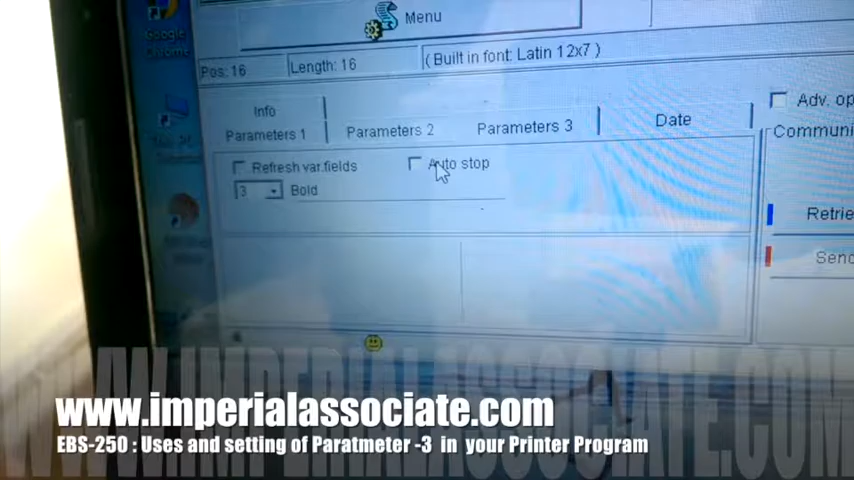 Google
Chrome
Menu
Pos: 16
Length: 16
( Built in font: Latin 12x7 )
Info
Parameters 1
Parameters 2
Parameters 3
Date
Adv. op
Communi
Refresh var.fields
Auto stop
3
Bold
Retrie
Send
IMPERIALASSOCIATE.COM
www.imperialassociate.com
EBS-250 : Uses and setting of Paratmeter -3 in your Printer Program